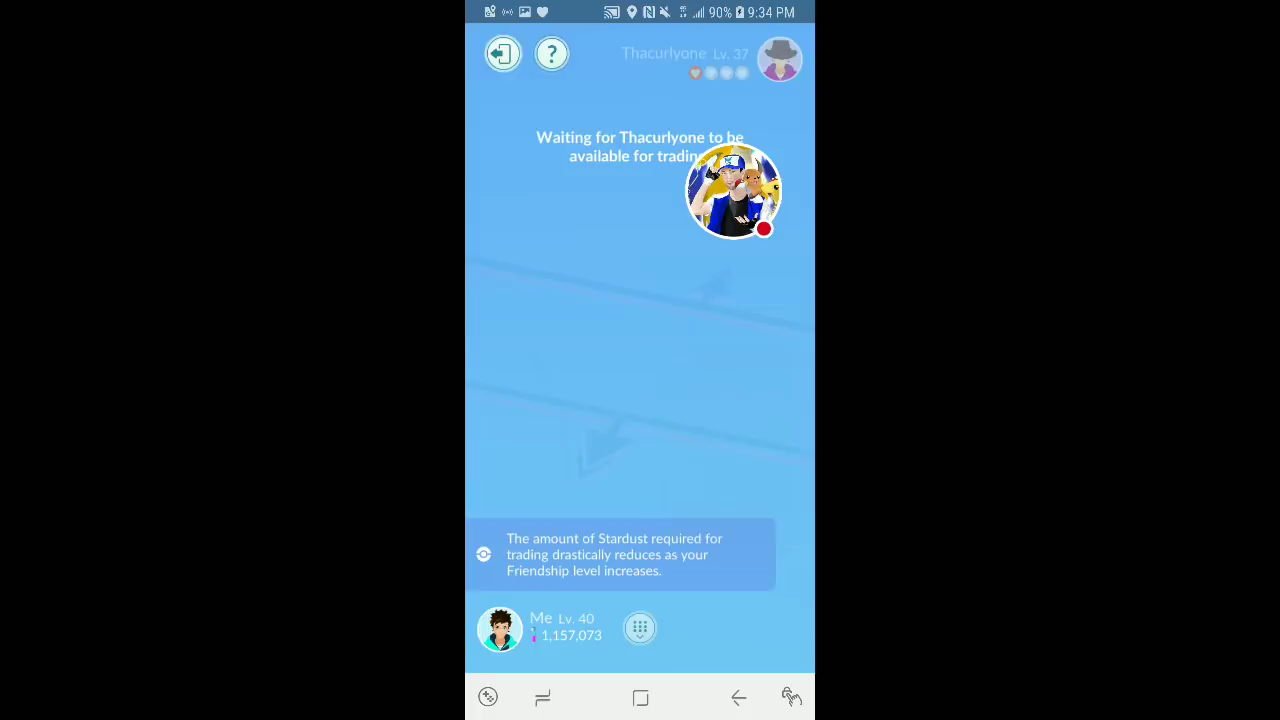 90% 9:34 PM
Thacurlyone Lv. 37
?
Waiting for Thacurlyone to be
available for trading
The amount of Stardust required for
trading drastically reduces as your
Friendship level increases.
Me Lv. 40
1,157,073